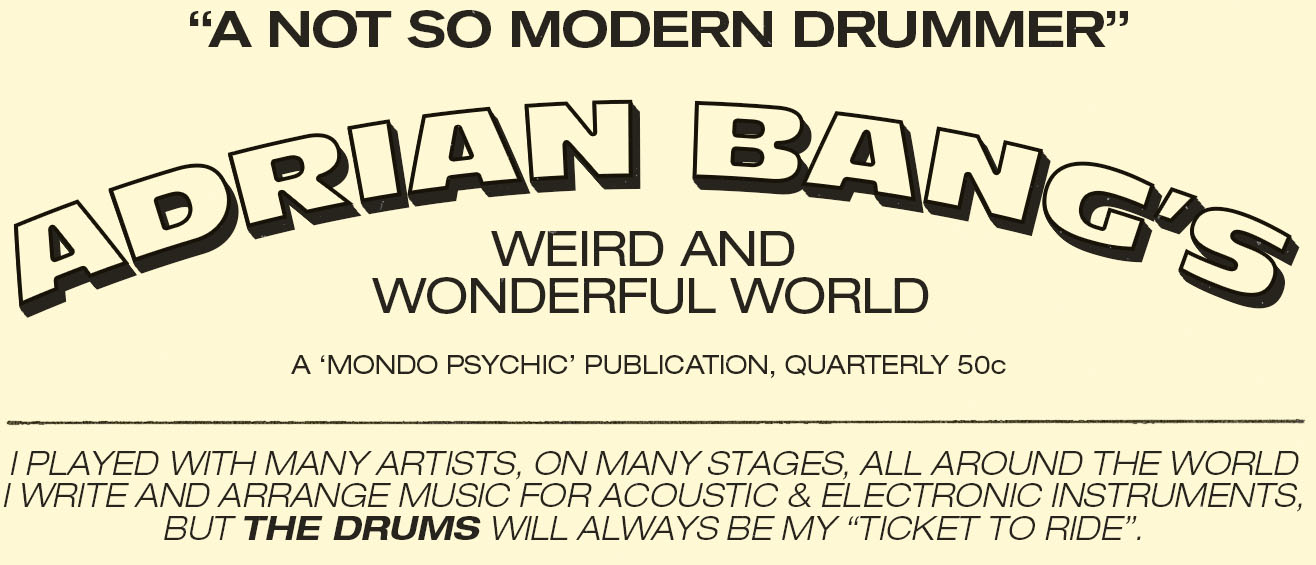 “A NOT SO MODERN DRUMMER”
ADRIAN BANG’S
WEIRD AND
WONDERFUL WORLD
A ‘MONDO PSYCHIC’ PUBLICATION, QUARTERLY 50c
I PLAYED WITH MANY ARTISTS, ON MANY STAGES, ALL AROUND THE WORLD
I WRITE AND ARRANGE MUSIC FOR ACOUSTIC & ELECTRONIC INSTRUMENTS,
BUT THE DRUMS WILL ALWAYS BE MY “TICKET TO RIDE”.